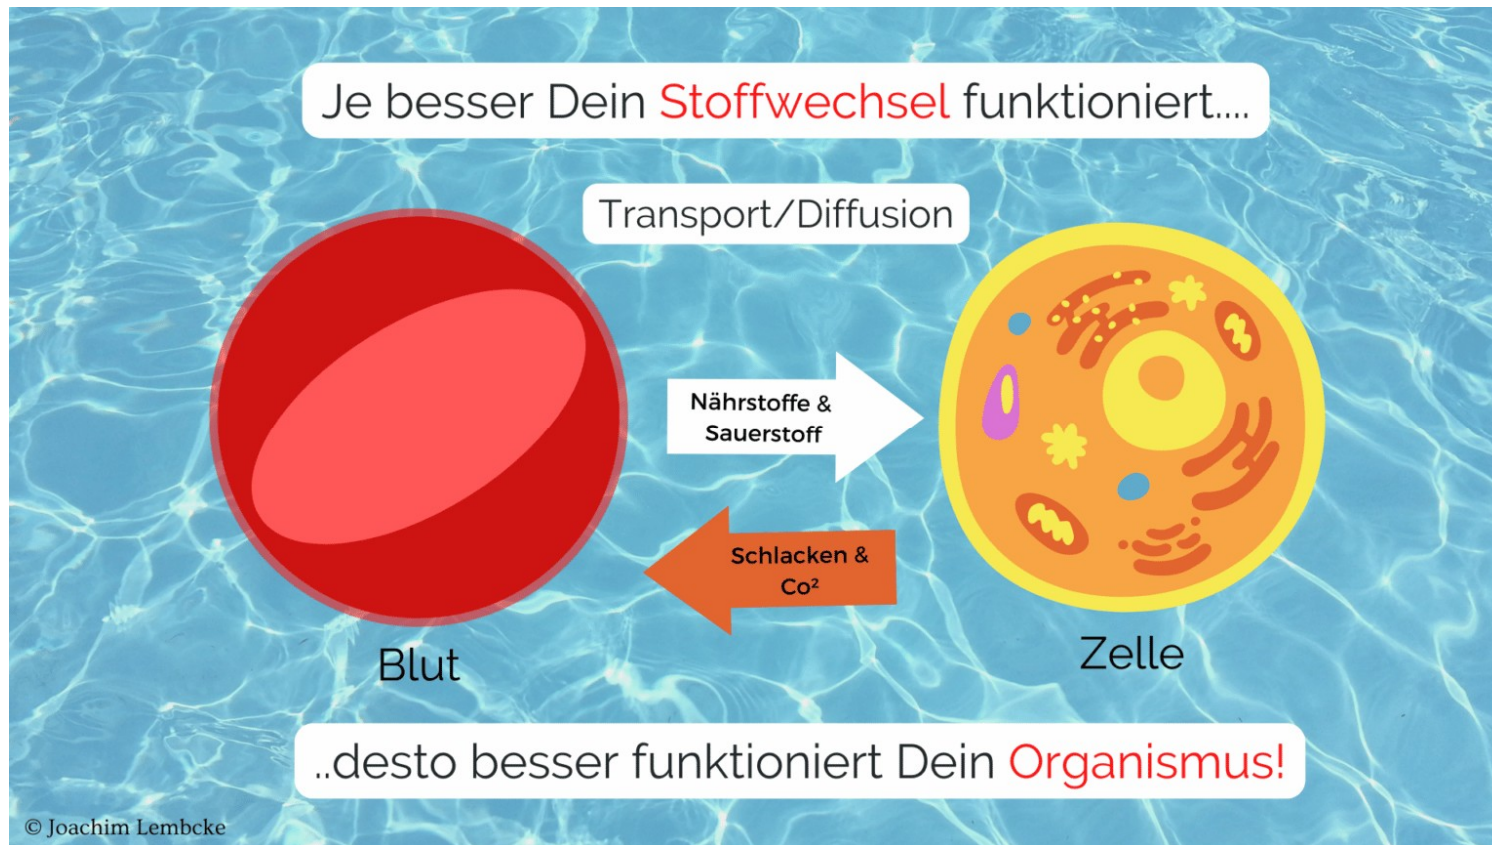 Je besser Dein Stoffwechsel funktioniert....
Transport/Diffusion
Nährstoffe &
Sauerstoff
Schlacken &
Co²
Blut
Zelle
..desto besser funktioniert Dein Organismus!
© Joachim Lembcke